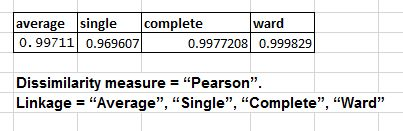 average single complete ward
0.99711 0.969607 0.9977208 0.999829
Dissimilarity measure = “Pearson”.
Linkage = “Average”, “Single”, “Complete”, “Ward”